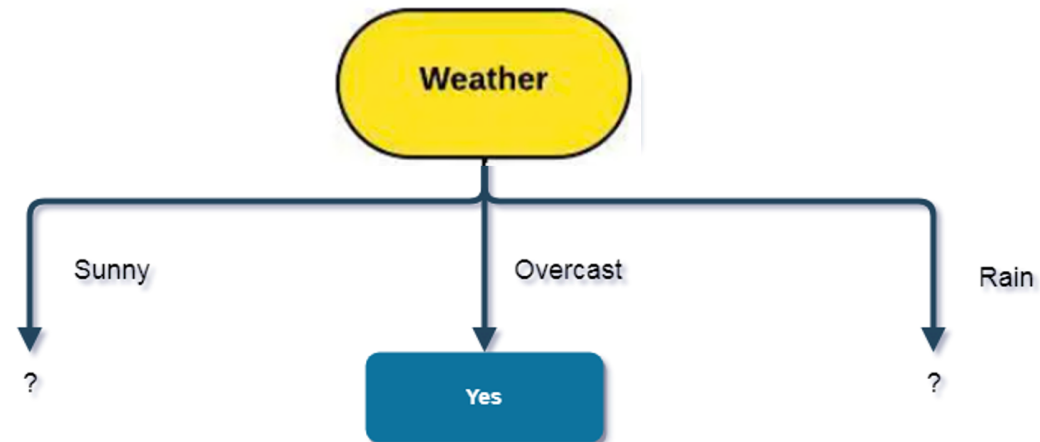 Weather
Sunny
Overcast
Rain
?
Yes
?